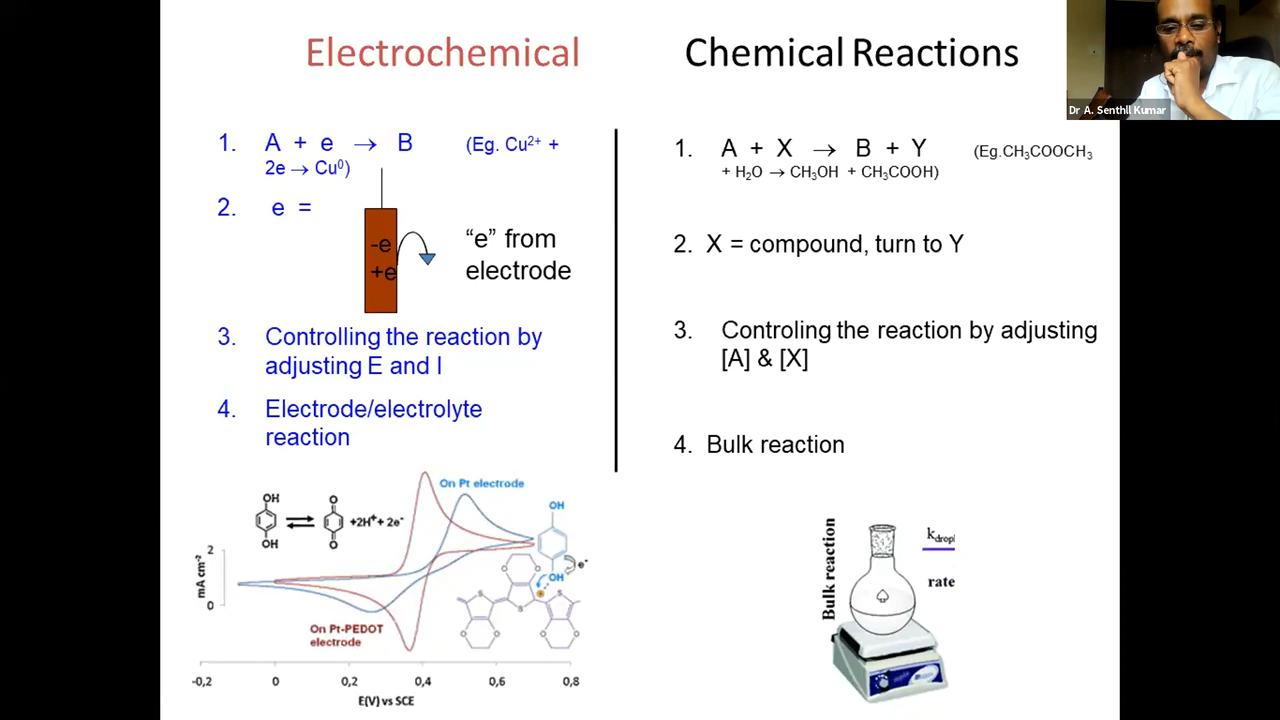 Electrochemical
Chemical Reactions
Dr A. Senthil Kumar
1. A + e → B (Eg. Cu²⁺ +
2e → Cu⁰)
2. e =
-e
+e
“e” from
electrode
3. Controlling the reaction by
adjusting E and I
4. Electrode/electrolyte
reaction
1. A + X → B + Y (Eg.CH₃COOCH₃
+ H₂O → CH₃OH + CH₃COOH)
2. X = compound, turn to Y
3. Controling the reaction by adjusting
[A] & [X]
4. Bulk reaction
On Pt electrode
OH
OH
O
O
+2H⁺+ 2e⁻
OH
OH
e⁻
O
O
S
S
S
O
O
O
O
mA cm⁻²
2
0
On Pt-PEDOT
electrode
-0,2 0 0,2 0,4 0,6 0,8
E(V) vs SCE
Bulk reaction
rate